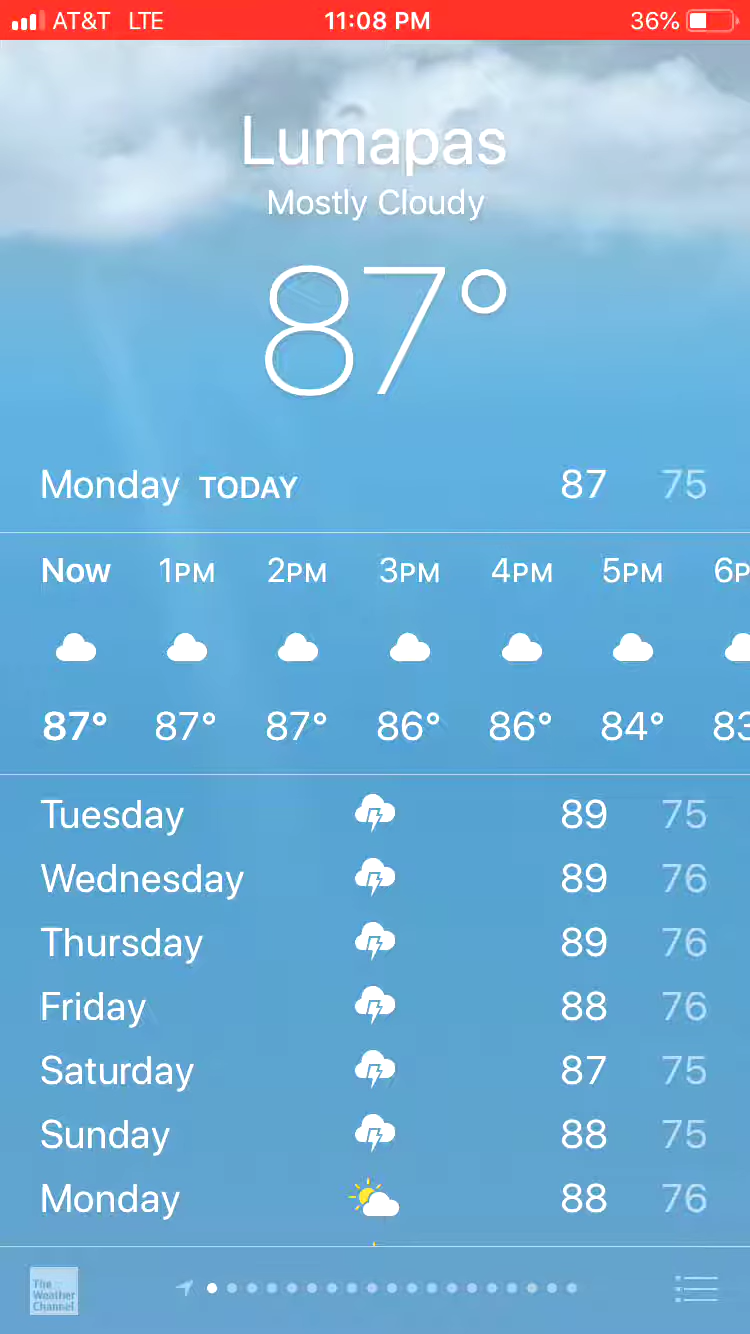 AT&T LTE 11:08 PM 36%
Lumapas
Mostly Cloudy
87°
Monday TODAY 87 75
Now 1PM 2PM 3PM 4PM 5PM 6P
87° 87° 87° 86° 86° 84° 83
Tuesday 89 75
Wednesday 89 76
Thursday 89 76
Friday 88 76
Saturday 87 75
Sunday 88 75
Monday 88 76
The
Weather
Channel